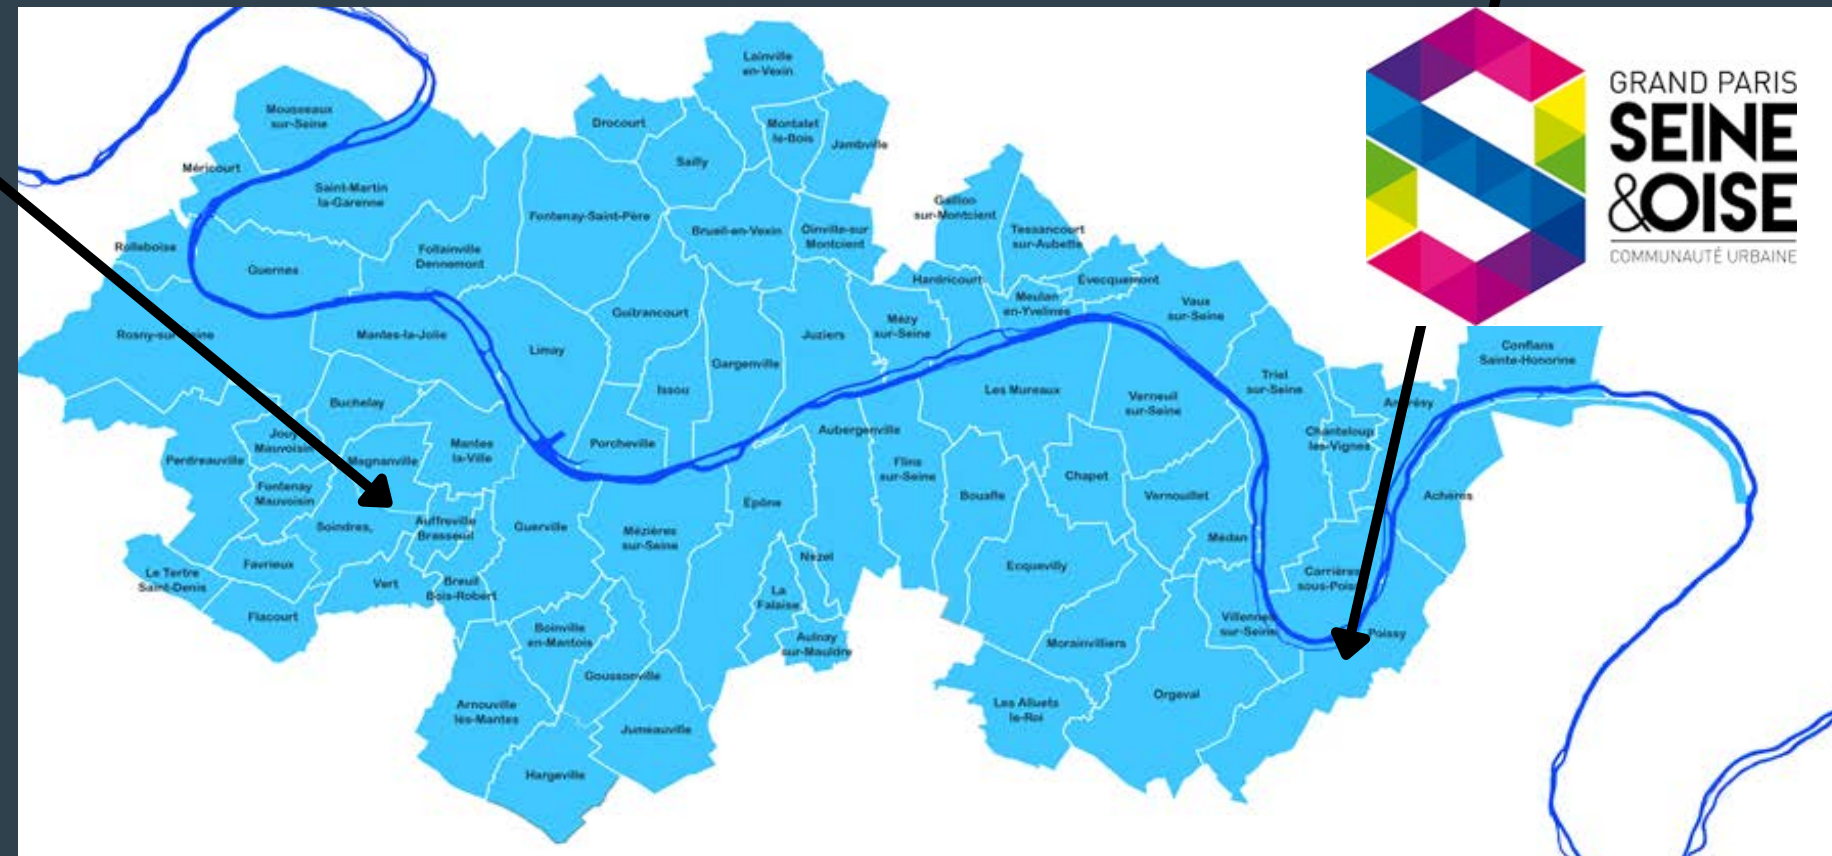 GRAND PARIS
SEINE
&OISE
COMMUNAUTÉ URBAINE
Lainville
en-Vexin
Mousseaux
sur-Seine
Drocourt
Montalet
le-Bois
Jambville
Sailly
Méricourt
Saint-Martin
la-Garenne
Fontenay-Saint-Père
Brueil-en-Vexin
Oinville-sur
Montcient
Gaillon
sur-Montcient
Tessancourt
sur-Aubette
Rolleboise
Guernes
Follainville
Dennemont
Hardricourt
Evecquemont
Meulan
en-Yvelines
Vaux
sur-Seine
Guitrancourt
Mézy
sur-Seine
Juziers
Rosny-sur-Seine
Mantes-la-Jolie
Limay
Gargenville
Issou
Les Mureaux
Verneuil
sur-Seine
Triel
sur-Seine
Conflans
Sainte-Honorine
Andrésy
Buchelay
Aubergenville
Chanteloup
les-Vignes
Jouy
Mauvoisin
Mantes
la-Ville
Porcheville
Perdreauville
Magnanville
Flins
sur-Seine
Fontenay
Mauvoisin
Epône
Bouafle
Chapet
Vernouillet
Achères
Soindres,
Auffreville
Brasseuil
Guerville
Mézières
sur-Seine
Médan
Nezel
Favrieux
Ecquevilly
Carrières
sous-Poissy
Le Tertre
Saint-Denis
Vert
Breuil
Bois-Robert
La
Falaise
Flacourt
Boinville
en-Mantois
Aulnay
sur-Mauldre
Villennes
sur-Seine
Poissy
Morainvilliers
Goussonville
Orgeval
Arnouville
les-Mantes
Les Alluets
le-Roi
Jumeauville
Hargeville